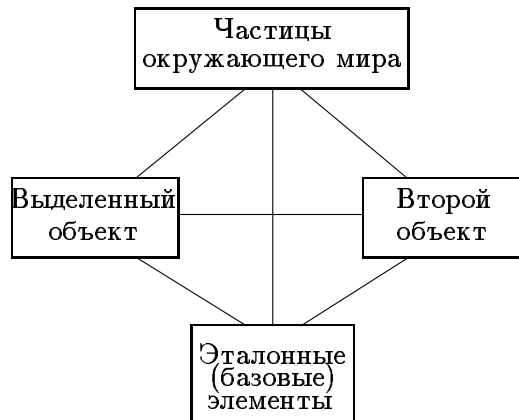 Частицы
окружающего мира
Выделенный
объект
Второй
объект
Эталонные
(базовые)
элементы